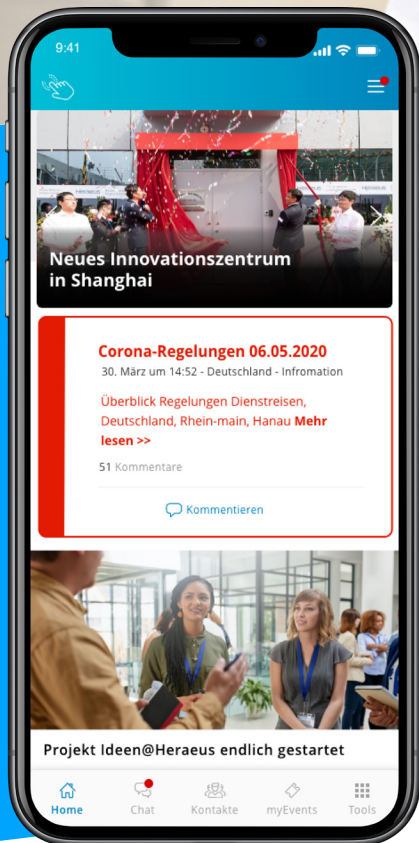 9:41
Neues Innovationszentrum
in Shanghai
Corona-Regelungen 06.05.2020
30. März um 14:52 - Deutschland - Infromation
Überblick Regelungen Dienstreisen,
Deutschland, Rhein-main, Hanau Mehr
lesen >>
51 Kommentare
Kommentieren
Projekt Ideen@Heraeus endlich gestartet
Home
Chat
Kontakte
myEvents
Tools